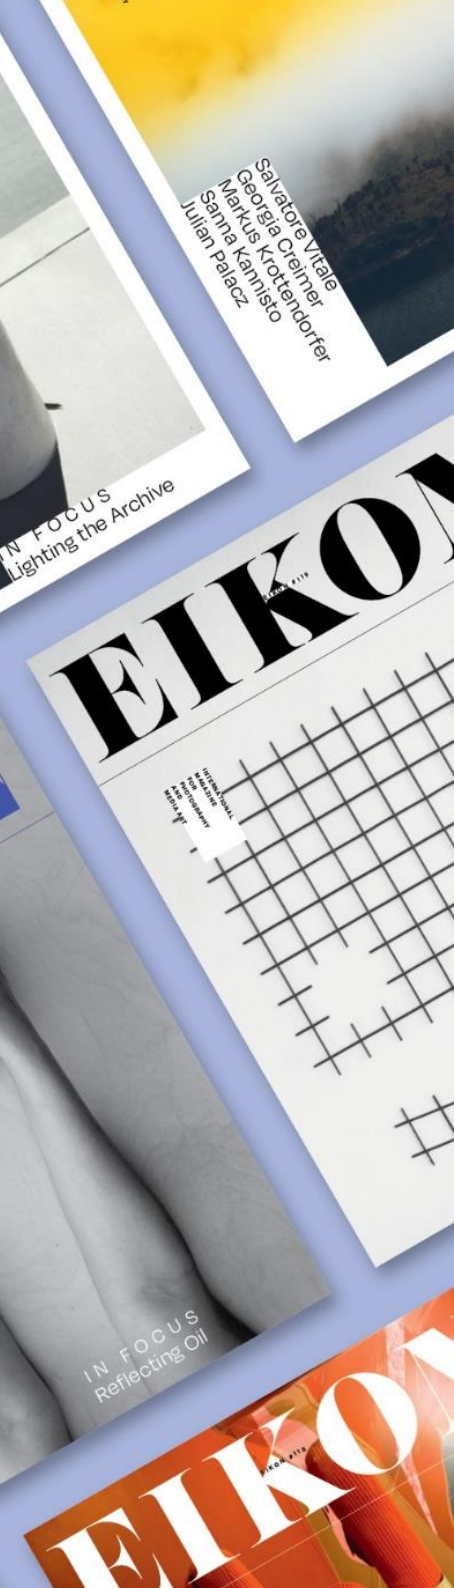 Salvatore Vitale
Georgia Creimer
Markus Krottendorfer
Sanna Kannisto
Julian Palacz
IN FOCUS
Lighting the Archive
EIKON
INTERNATIONAL
MAGAZINE
FOR
PHOTOGRAPHY
AND
MEDIA ART
IN FOCUS
Reflecting Oil
EIKON